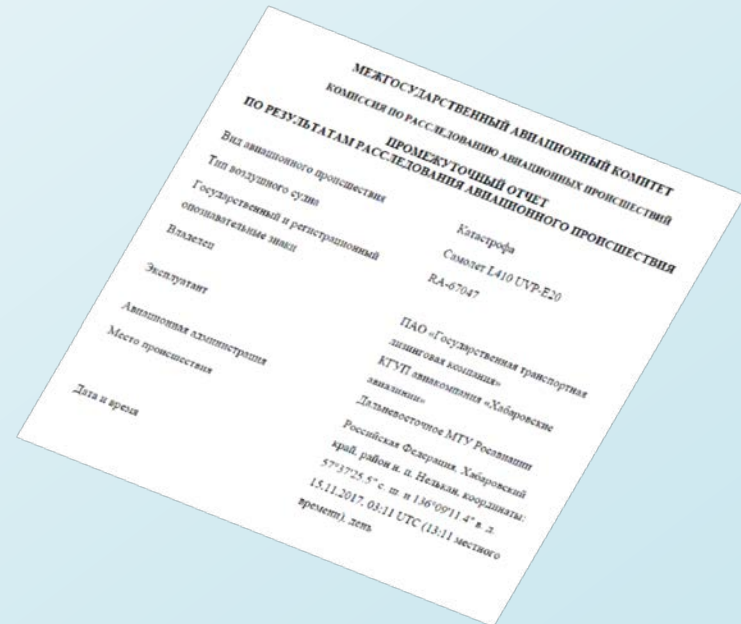 МЕЖГОСУДАРСТВЕННЫЙ АВИАЦИОННЫЙ КОМИТЕТ
КОМИССИЯ ПО РАССЛЕДОВАНИЮ АВИАЦИОННЫХ ПРОИСШЕСТВИЙ
ПРОМЕЖУТОЧНЫЙ ОТЧЕТ
ПО РЕЗУЛЬТАТАМ РАССЛЕДОВАНИЯ АВИАЦИОННОГО ПРОИСШЕСТВИЯ
Вид авиационного происшествия
Катастрофа
Тип воздушного судна
Самолет L410 UVP-E20
Государственный и регистрационный
опознавательные знаки
RA-67047
Владелец
ПАО «Государственная транспортная
лизинговая компания»
Эксплуатант
КГУП авиакомпания «Хабаровские
авиалинии»
Авиационная администрация
Дальневосточное МТУ Росавиации
Место происшествия
Российская Федерация, Хабаровский
край, район н. п. Нелькан, координаты:
57°37'25.5" с. ш. и 136°09'11.4" в. д.
Дата и время
15.11.2017, 03:11 UTC (13:11 местного
времени), день